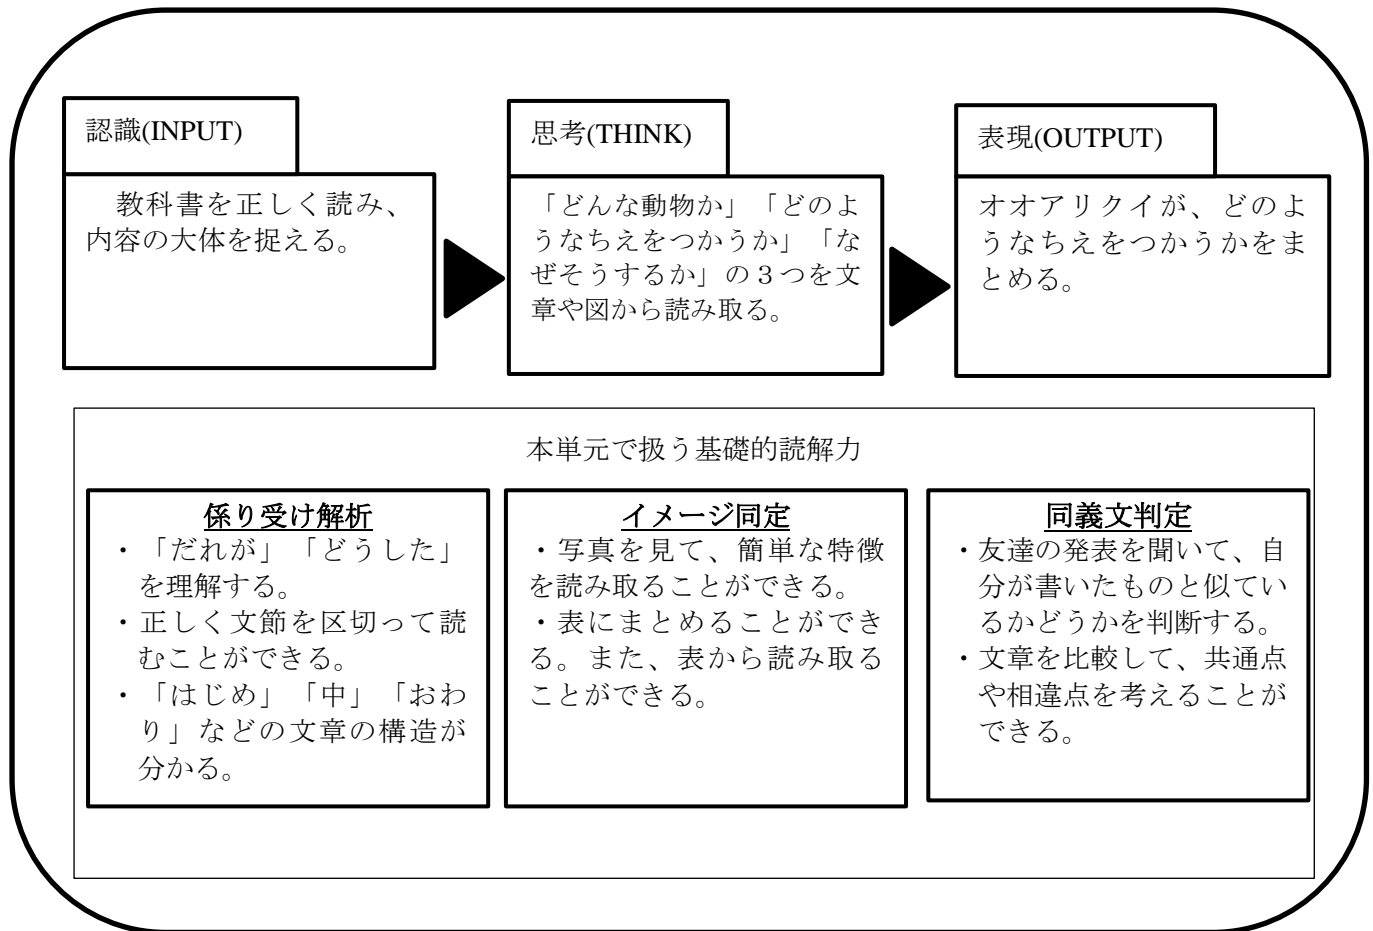 認識(INPUT)
教科書を正しく読み、
内容の大体を捉える。
思考(THINK)
「どんな動物か」「どのよ
うなちえをつかうか」「な
ぜそうするか」の３つを文
章や図から読み取る。
表現(OUTPUT)
オオアリクイが、どのよ
うなちえをつかうかをま
とめる。
本単元で扱う基礎的読解力
係り受け解析
・「だれが」「どうした」
を理解する。
・正しく文節を区切って読
むことができる。
・「はじめ」「中」「おわ
り」などの文章の構造が
分かる。
イメージ同定
・写真を見て、簡単な特徴
を読み取ることができる。
・表にまとめることができ
る。また、表から読み取る
ことができる。
同義文判定
・友達の発表を聞いて、自
分が書いたものと似てい
るかどうかを判断する。
・文章を比較して、共通点
や相違点を考えることが
できる。